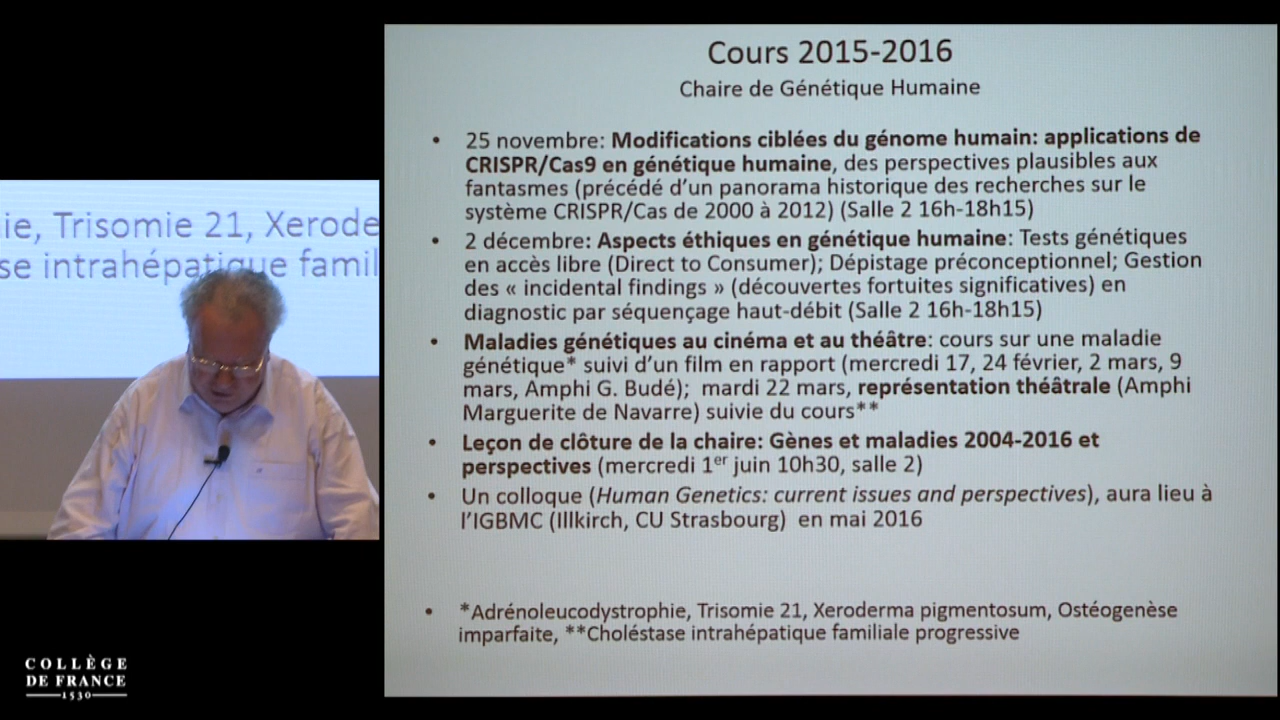 Cours 2015-2016
Chaire de Génétique Humaine
• 25 novembre: Modifications ciblées du génome humain: applications de
CRISPR/Cas9 en génétique humaine, des perspectives plausibles aux
fantasmes (précédé d'un panorama historique des recherches sur le
système CRISPR/Cas de 2000 à 2012) (Salle 2 16h-18h15)
• 2 décembre: Aspects éthiques en génétique humaine: Tests génétiques
en accès libre (Direct to Consumer); Dépistage préconceptionnel; Gestion
des « incidental findings » (découvertes fortuites significatives) en
diagnostic par séquençage haut-débit (Salle 2 16h-18h15)
• Maladies génétiques au cinéma et au théâtre: cours sur une maladie
génétique* suivi d'un film en rapport (mercredi 17, 24 février, 2 mars, 9
mars, Amphi G. Budé); mardi 22 mars, représentation théâtrale (Amphi
Marguerite de Navarre) suivie du cours**
• Leçon de clôture de la chaire: Gènes et maladies 2004-2016 et
perspectives (mercredi 1er juin 10h30, salle 2)
• Un colloque (Human Genetics: current issues and perspectives), aura lieu à
l'IGBMC (Illkirch, CU Strasbourg) en mai 2016
• *Adrénoleucodystrophie, Trisomie 21, Xeroderma pigmentosum, Ostéogenèse
imparfaite, **Choléstase intrahépatique familiale progressive
ie, Trisomie 21, Xerode
se intrahépatique famil
COLLÈGE
DE FRANCE
1530